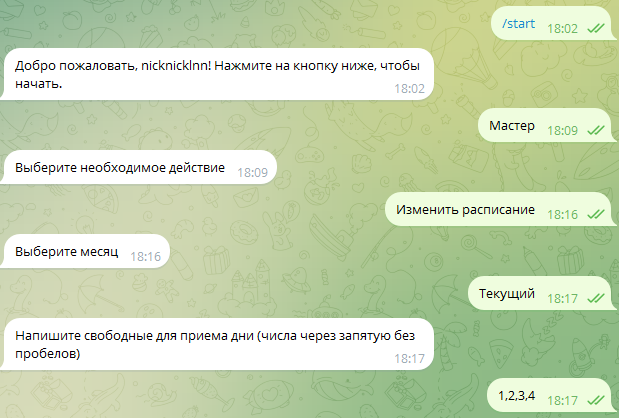 /start
18:02
Добро пожаловать, nicknicklnn! Нажмите на кнопку ниже, чтобы
начать.
18:02
Мастер
18:09
Выберите необходимое действие
18:09
Изменить расписание
18:16
Выберите месяц
18:16
Текущий
18:17
Напишите свободные для приема дни (числа через запятую без
пробелов)
18:17
1,2,3,4
18:17